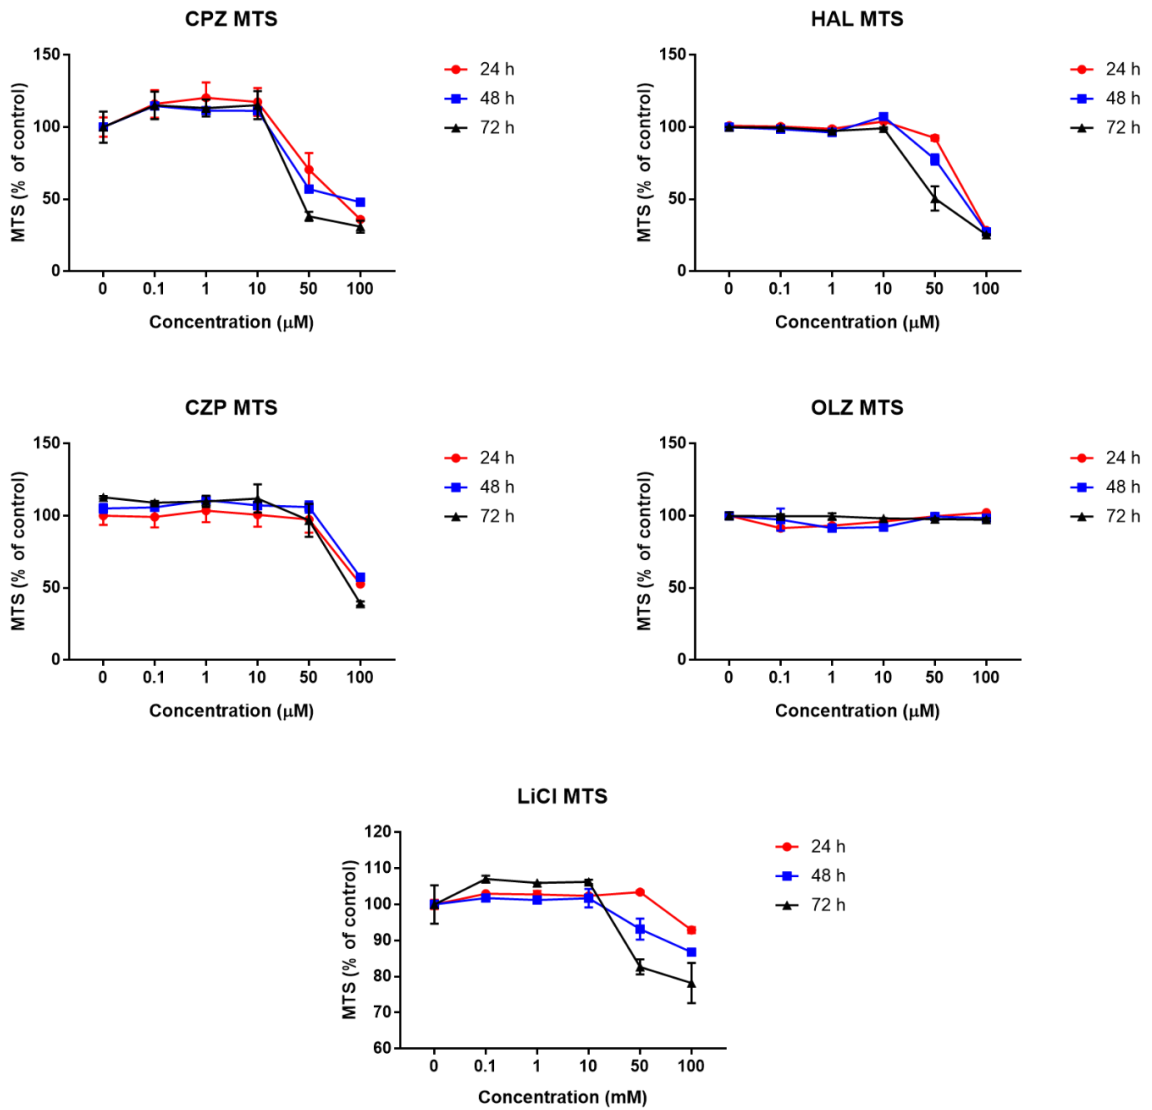 CPZ MTS
150
100
50
0
MTS (% of control)
0 0.1 1 10 50 100
Concentration (µM)
24 h
48 h
72 h
HAL MTS
150
100
50
0
MTS (% of control)
0 0.1 1 10 50 100
Concentration (µM)
24 h
48 h
72 h
CZP MTS
150
100
50
0
MTS (% of control)
0 0.1 1 10 50 100
Concentration (µM)
24 h
48 h
72 h
OLZ MTS
150
100
50
0
MTS (% of control)
0 0.1 1 10 50 100
Concentration (µM)
24 h
48 h
72 h
LiCl MTS
120
110
100
90
80
70
60
MTS (% of control)
0 0.1 1 10 50 100
Concentration (mM)
24 h
48 h
72 h